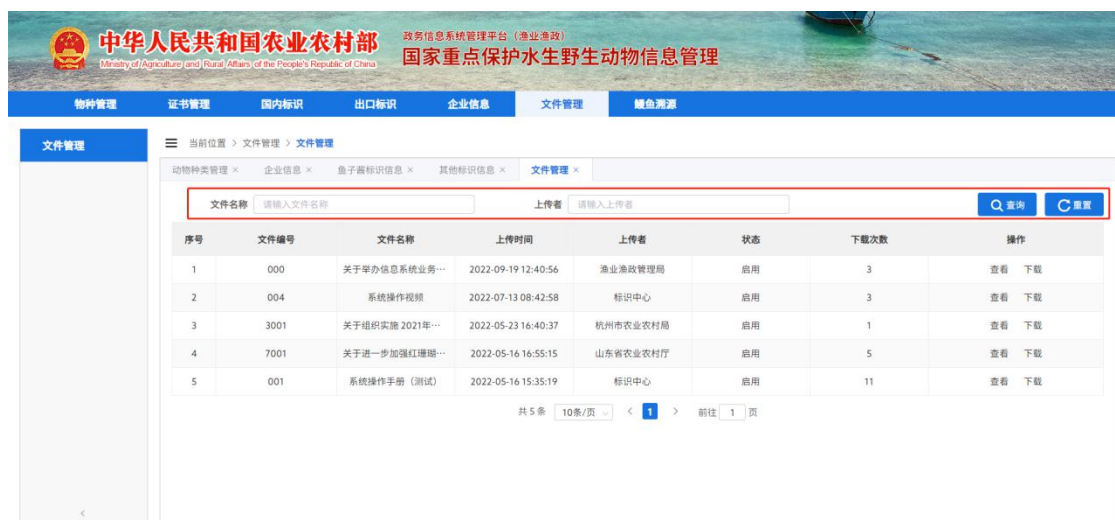 中华人民共和国农业农村部
Ministry of Agriculture and Rural Affairs of the People's Republic of China
政务信息系统管理平台（渔业渔政）
国家重点保护水生野生动物信息管理
物种管理 证书管理 国内标识 出口标识 企业信息 文件管理 鳗鱼溯源
文件管理
当前位置 > 文件管理 > 文件管理
动物种类管理 × 企业信息 × 鱼子酱标识信息 × 其他标识信息 × 文件管理 ×
文件名称 请输入文件名称 上传者 请输入上传者 查询 重置
序号 文件编号 文件名称 上传时间 上传者 状态 下载次数 操作
1 000 关于举办信息系统业务… 2022-09-19 12:40:56 渔业渔政管理局 启用 3 查看 下载
2 004 系统操作视频 2022-07-13 08:42:58 标识中心 启用 3 查看 下载
3 3001 关于组织实施 2021年… 2022-05-23 16:40:37 杭州市农业农村局 启用 1 查看 下载
4 7001 关于进一步加强红珊瑚… 2022-05-16 16:55:15 山东省农业农村厅 启用 5 查看 下载
5 001 系统操作手册（测试） 2022-05-16 15:35:19 标识中心 启用 11 查看 下载
共 5 条 10条/页 < 1 > 前往 1 页